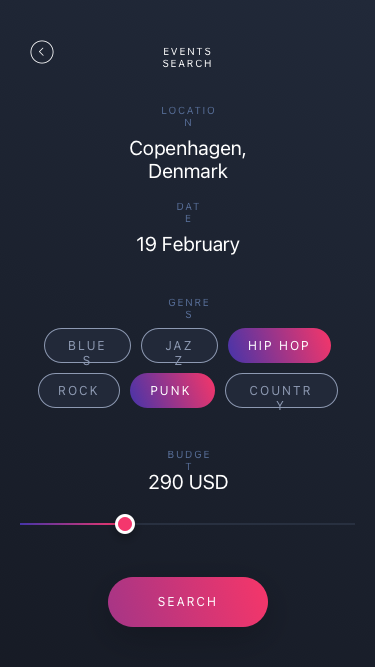 EVENTS
SEARCH
LOCATIO
N
Copenhagen,
Denmark
DAT
E
19 February
GENRE
S
BLUE
S
JAZ
Z
HIP HOP
ROCK
PUNK
COUNTR
Y
BUDGE
T
290 USD
SEARCH